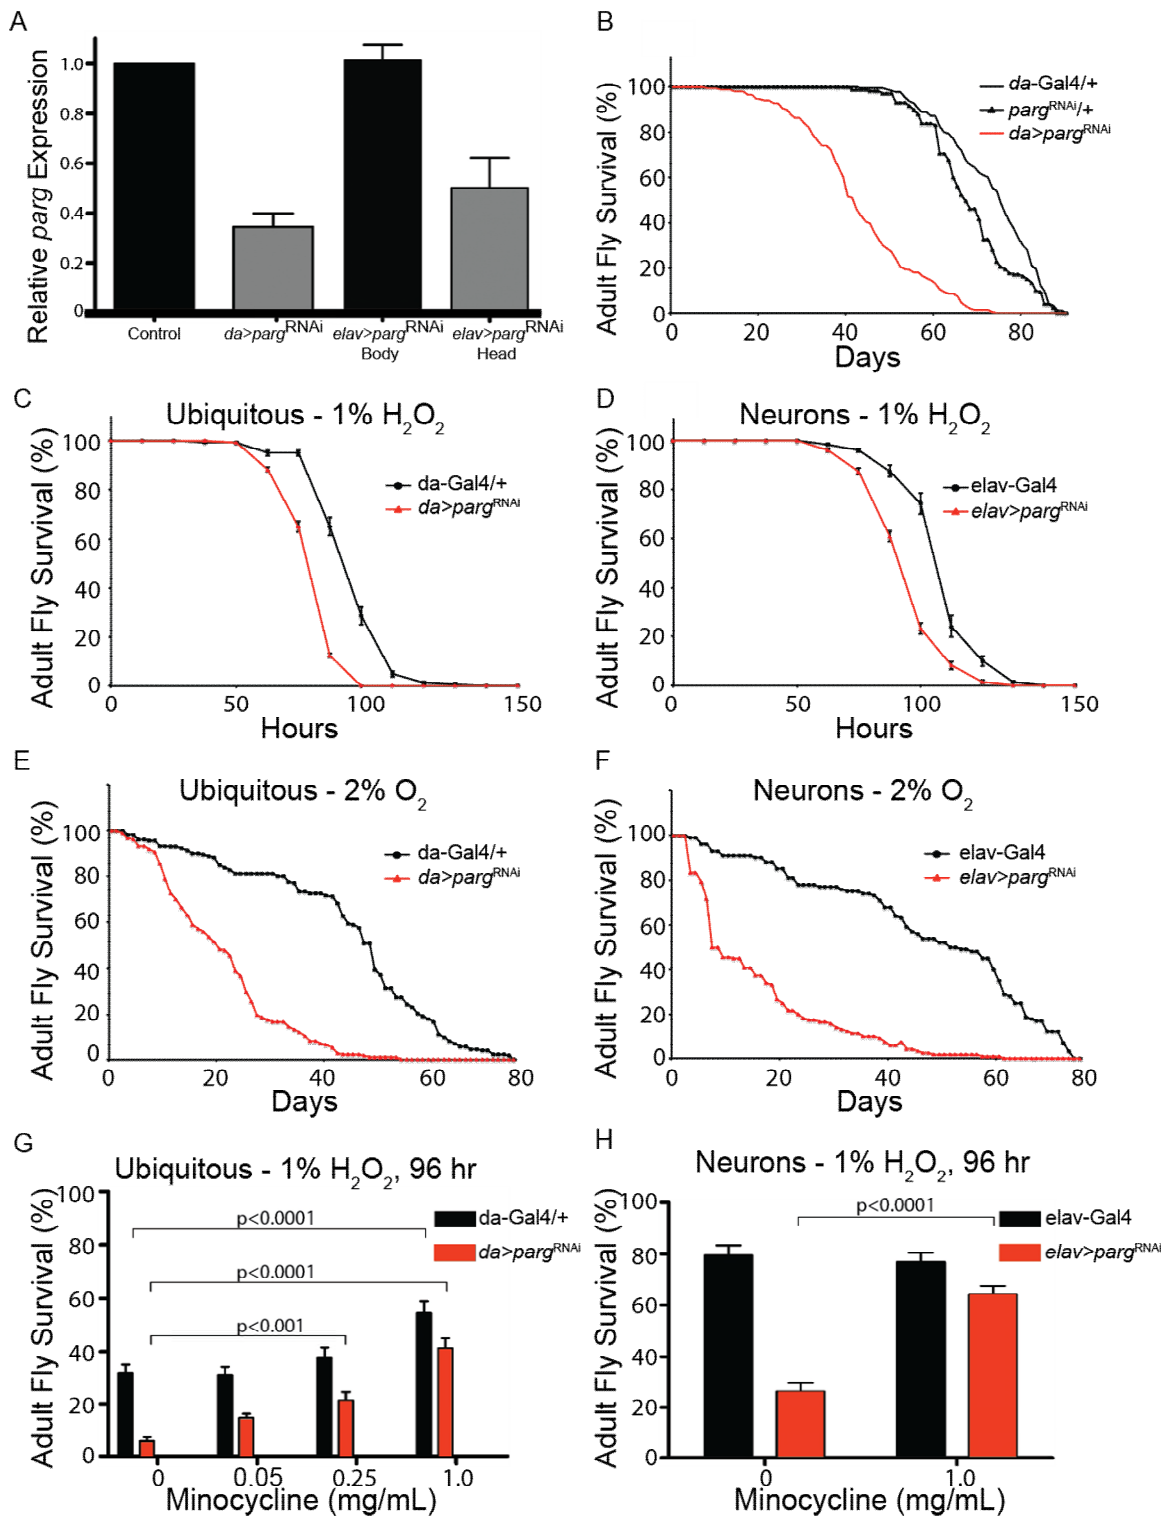 A
Relative parg Expression
1.0
0.8
0.6
0.4
0.2
0
Control
da>pargRNAi
elav>pargRNAi
Body
elav>pargRNAi
Head
B
Adult Fly Survival (%)
100
80
60
40
20
0
0 20 40 60 80
Days
da-Gal4/+
pargRNAi/+
da>pargRNAi
C
Ubiquitous - 1% H2O2
Adult Fly Survival (%)
100
80
60
40
20
0
0 50 100 150
Hours
da-Gal4/+
da>pargRNAi
D
Neurons - 1% H2O2
Adult Fly Survival (%)
100
80
60
40
20
0
0 50 100 150
Hours
elav-Gal4
elav>pargRNAi
E
Ubiquitous - 2% O2
Adult Fly Survival (%)
100
80
60
40
20
0
0 20 40 60 80
Days
da-Gal4/+
da>pargRNAi
F
Neurons - 2% O2
Adult Fly Survival (%)
100
80
60
40
20
0
0 20 40 60 80
Days
elav-Gal4
elav>pargRNAi
G
Ubiquitous - 1% H2O2, 96 hr
Adult Fly Survival (%)
100
80
60
40
20
0
p<0.0001
p<0.0001
p<0.001
da-Gal4/+
da>pargRNAi
0 0.05 0.25 1.0
Minocycline (mg/mL)
H
Neurons - 1% H2O2, 96 hr
Adult Fly Survival (%)
100
80
60
40
20
0
p<0.0001
elav-Gal4
elav>pargRNAi
0 1.0
Minocycline (mg/mL)